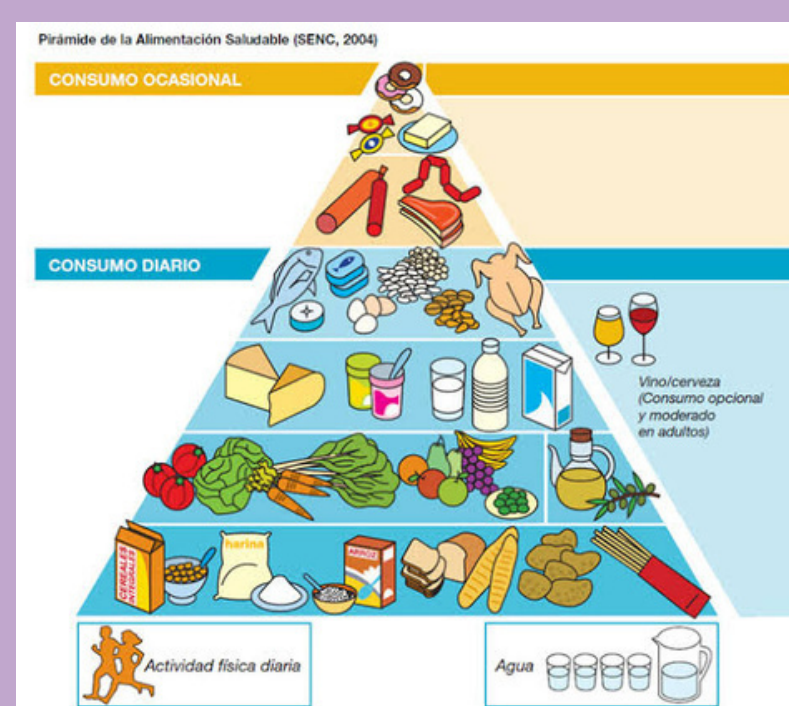 Pirámide de la Alimentación Saludable (SENC, 2004)
CONSUMO OCASIONAL
CONSUMO DIARIO
Vino/cerveza
(Consumo opcional
y moderado
en adultos)
CEREALES
INTEGRALES
harina
ARROZ
Actividad física diaria
Agua